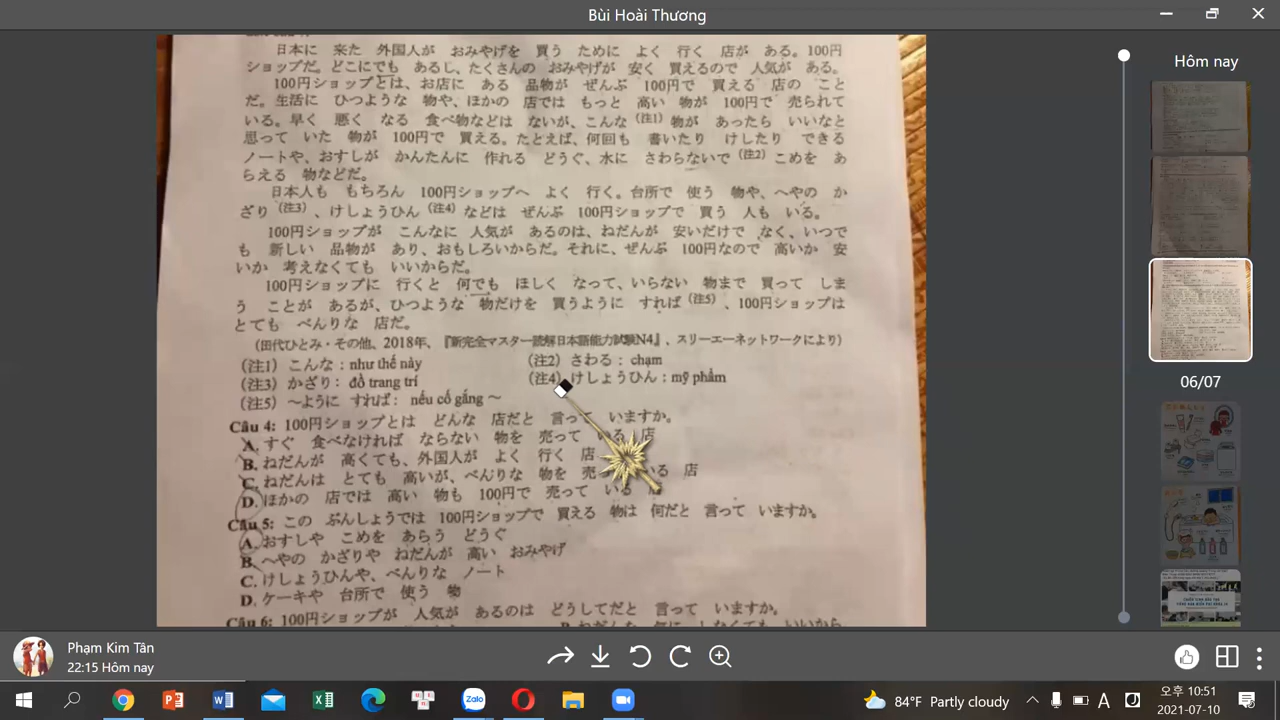 Bùi Hoài Thương
日本に 来た 外国人が おみやげを 買う ために よく 行く 店が ある。100円
ショップだ。どこにでも あるし、たくさんの おみやげが 安く 買えるので 人気が ある。
100円ショップとは、お店に ある 品物が ぜんぶ 100円で 買える 店の こと
だ。生活に ひつような 物や、ほかの 店では もっと 高い 物が 100円で 売られて
いる。早く 悪く なる 食べ物などは ないが、こんな(注1) 物が あったら いいなと
思って いた 物が 100円で 買える。たとえば、何回も 書いたり けしたり できる
ノートや、おすしが かんたんに 作れる どうぐ、水に さわらないで(注2) こめを あ
らえる 物などだ。
日本人も もちろん 100円ショップへ よく 行く。台所で 使う 物や、へやの か
ざり(注3)、けしょうひん(注4) などは ぜんぶ 100円ショップで 買う 人も いる。
100円ショップが こんなに 人気が あるのは、ねだんが 安いだけで なく、いつで
も 新しい 品物が あり、おもしろいからだ。それに、ぜんぶ 100円なので 高いか 安
いか 考えなくても いいからだ。
100円ショップに 行くと 何でも ほしく なって、いらない 物まで 買って しま
う ことが あるが、ひつような 物だけを 買うように すれば(注5)、100円ショップは
とても べんりな 店だ。
(田代ひとみ・その他、2018年、『新完全マスター読解日本語能力試験N4』、スリーエーネットワークにより)
(注1) こんな : như thế này (注2) さわる : chạm
(注3) かざり : đồ trang trí (注4) けしょうひん : mỹ phẩm
(注5) ～ように すれば : nếu cố gắng ～
Câu 4: 100円ショップとは どんな 店だと 言って いますか。
A. すぐ 食べなければ ならない 物を 売って いる 店
B. ねだんが 高くても、外国人が よく 行く 店
C. ねだんは とても 高いが、べんりな 物を 売 いる 店
D. ほかの 店では 高い 物も 100円で 売って いる
Câu 5: この ぶんしょうでは 100円ショップで 買える 物は 何だと 言って いますか。
A. おすしや こめを あらう どうぐ
B. へやの かざりや ねだんが 高い おみやげ
C. けしょうひんや、べんりな ノート
D. ケーキや 台所で 使う 物
Câu 6: 100円ショップが 人気が あるのは どうしてだと 言って いますか。
Hôm nay
06/07
Phạm Kim Tân
22:15 Hôm nay
Zalo
84°F Partly cloudy
A
오후 10:51
2021-07-10